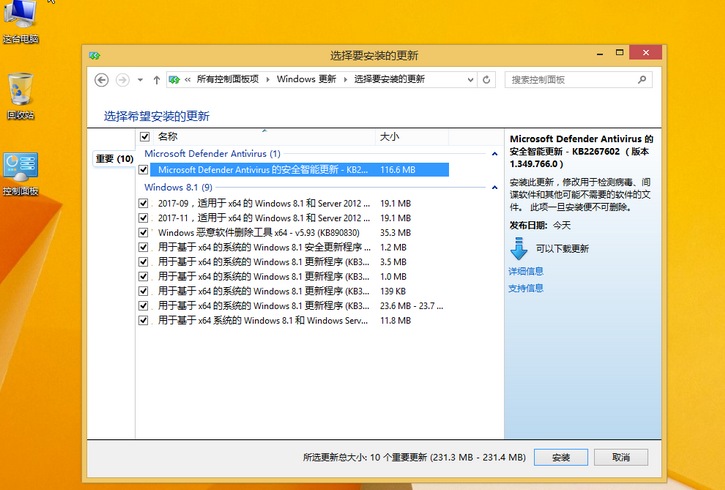 这台电脑
回收站
控制面板
选择要安装的更新
« 所有控制面板项 › Windows 更新 › 选择要安装的更新
搜索控制面板
选择希望安装的更新
名称 大小
重要 (10)
Microsoft Defender Antivirus (1)
Microsoft Defender Antivirus 的安全智能更新 - KB2... 116.6 MB
Windows 8.1 (9)
2017-09，适用于 x64 的 Windows 8.1 和 Server 2012 ... 19.1 MB
2017-11，适用于 x64 的 Windows 8.1 和 Server 2012 ... 19.1 MB
Windows 恶意软件删除工具 x64 - v5.93 (KB890830) 35.3 MB
用于基于 x64 的系统的 Windows 8.1 安全更新程序 ... 1.2 MB
用于基于 x64 的系统的 Windows 8.1 更新程序 (KB3... 3.5 MB
用于基于 x64 的系统的 Windows 8.1 更新程序 (KB3... 1.0 MB
用于基于 x64 的系统的 Windows 8.1 更新程序 (KB3... 139 KB
用于基于 x64 的系统的 Windows 8.1 更新程序 (KB3... 23.6 MB - 23.7 ...
用于基于 x64 系统的 Windows 8.1 和 Windows Serv... 11.8 MB
Microsoft Defender Antivirus 的
安全智能更新 - KB2267602 （版本
1.349.766.0 ）
安装此更新，修改用于检测病毒、间
谍软件和其他可能不需要的软件的文
件。 此项一旦安装便不可删除。
发布日期: 今天
可以下载更新
详细信息
支持信息
所选更新总大小: 10 个重要更新 (231.3 MB - 231.4 MB)
安装
取消